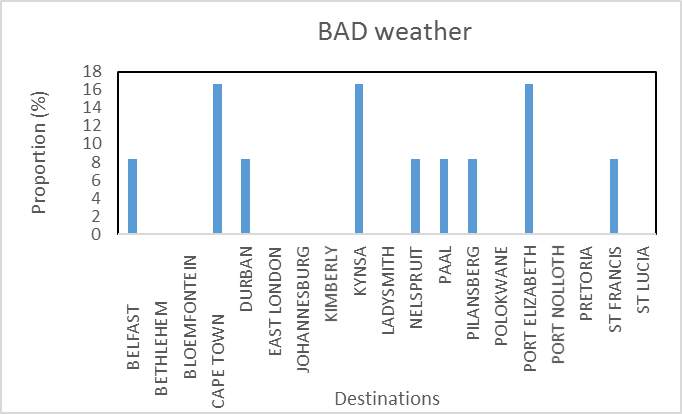 BAD weather
Proportion (%)
18
16
14
12
10
8
6
4
2
0
BELFAST
BETHLEHEM
BLOEMFONTEIN
CAPE TOWN
DURBAN
EAST LONDON
JOHANNESBURG
KIMBERLY
KYNSA
LADYSMITH
NELSPRUIT
PAAL
PILANSBERG
POLOKWANE
PORT ELIZABETH
PORT NOLLOTH
PRETORIA
ST FRANCIS
ST LUCIA
Destinations